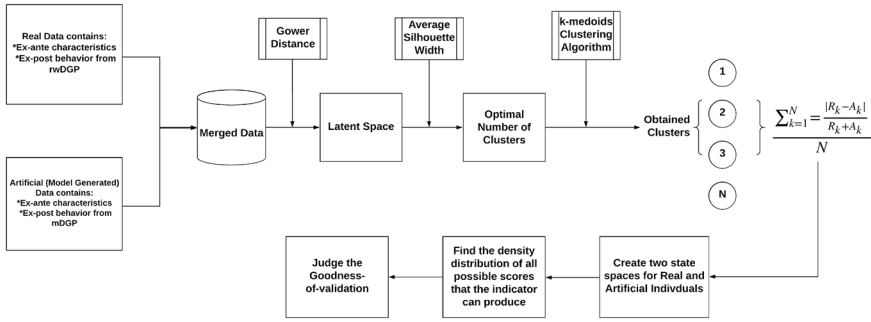 Real Data contains:
*Ex-ante characteristics
*Ex-post behavior from
rwDGP
Artificial (Model Generated)
Data contains:
*Ex-ante characteristics
*Ex-post behavior from
mDGP
Merged Data
Gower
Distance
Latent Space
Average
Silhouette
Width
Optimal
Number of
Clusters
k-medoids
Clustering
Algorithm
Obtained
Clusters
1
2
3
N
∑_{k=1}^{N} = |R_k−A_k| / R_k+A_k
N
Create two state
spaces for Real and
Artificial Indivduals
Find the density
distribution of all
possible scores
that the indicator
can produce
Judge the
Goodness-
of-validation